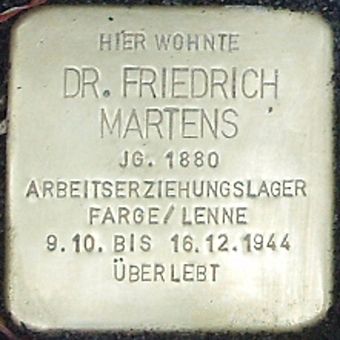 HIER WOHNTE
DR. FRIEDRICH
MARTENS
JG. 1880
ARBEITSERZIEHUNGSLAGER
FARGE/LENNE
9.10. BIS 16.12.1944
ÜBERLEBT